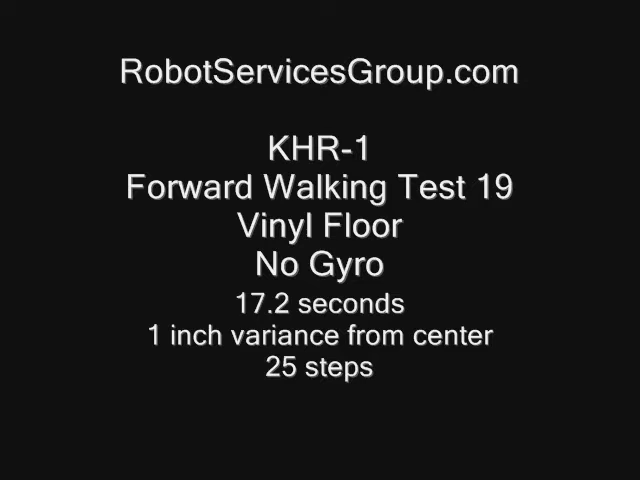 RobotServicesGroup.com
KHR-1
Forward Walking Test 19
Vinyl Floor
No Gyro
17.2 seconds
1 inch variance from center
25 steps